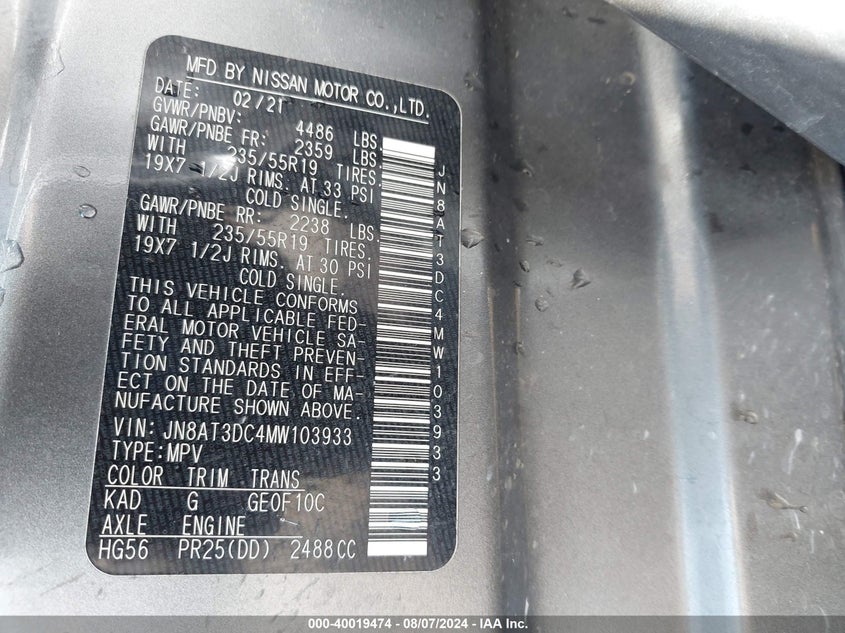 MFD BY NISSAN MOTOR CO.,LTD.
DATE: 02/21
GVWR/PNBV: 4486 LBS.
GAWR/PNBE FR: 2359 LBS.
WITH 235/55R19 TIRES.
19X7 1/2J RIMS. AT 33 PSI
COLD SINGLE.
GAWR/PNBE RR: 2238 LBS.
WITH 235/55R19 TIRES.
19X7 1/2J RIMS. AT 30 PSI
COLD SINGLE.
THIS VEHICLE CONFORMS
TO ALL APPLICABLE FED-
ERAL MOTOR VEHICLE SA-
FETY AND THEFT PREVEN-
TION STANDARDS IN EFF-
ECT ON THE DATE OF MA-
NUFACTURE SHOWN ABOVE.
VIN: JN8AT3DC4MW103933
TYPE:MPV
COLOR TRIM TRANS
KAD G GE0F10C
AXLE ENGINE
HG56 PR25(DD) 2488CC
JN8AT3DC4MW103933
000-40019474 — 08/07/2024 — IAA Inc.